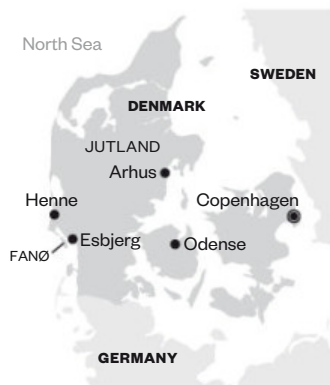 North Sea
SWEDEN
DENMARK
JUTLAND
Arhus
Henne
Copenhagen
Esbjerg
Odense
FANØ
GERMANY